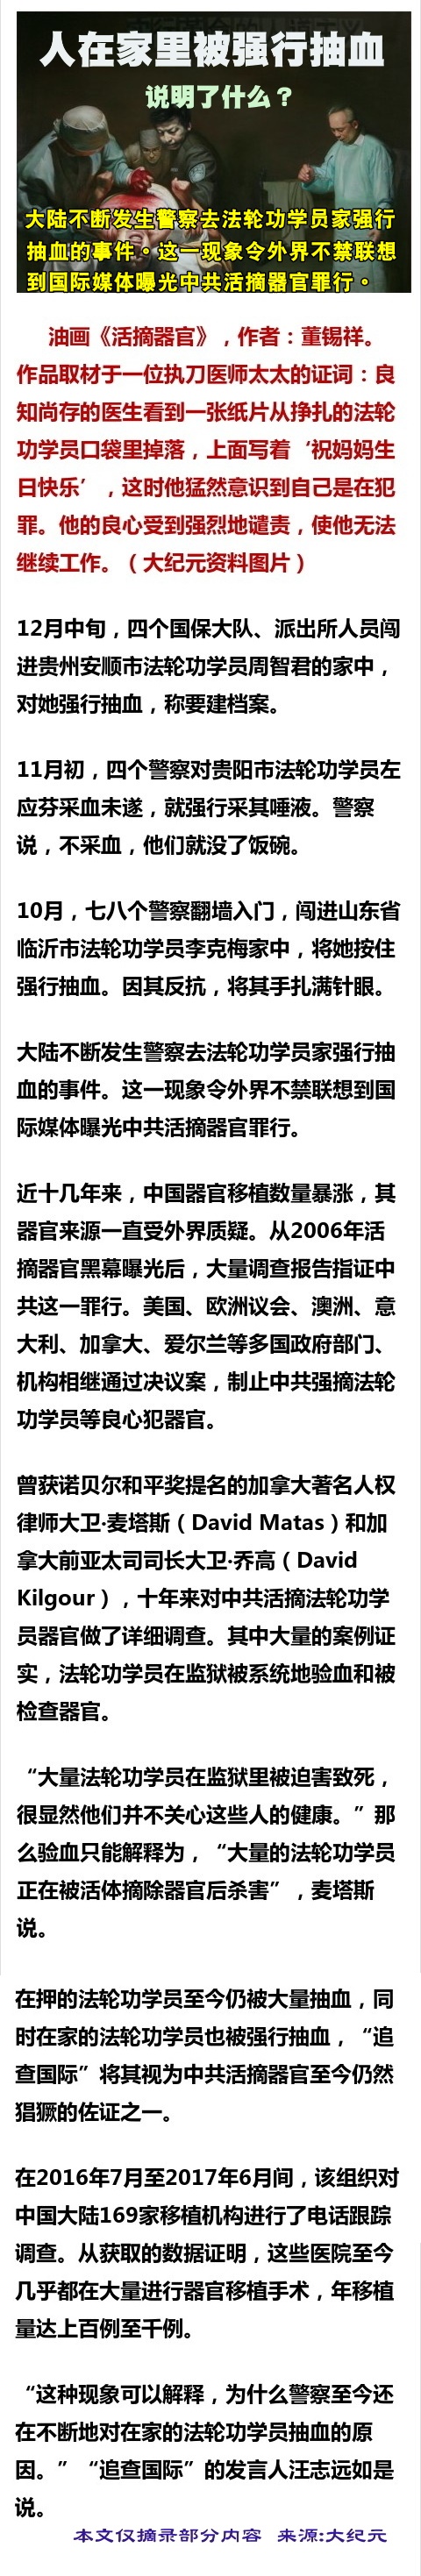 人在家里被强行抽血
说明了什么？
大陆不断发生警察去法轮功学员家强行
抽血的事件。这一现象令外界不禁联想
到国际媒体曝光中共活摘器官罪行。
油画《活摘器官》，作者：董锡祥。
作品取材于一位执刀医师太太的证词：良
知尚存的医生看到一张纸片从挣扎的法轮
功学员口袋里掉落，上面写着‘祝妈妈生
日快乐’，这时他猛然意识到自己是在犯
罪。他的良心受到强烈地谴责，使他无法
继续工作。（大纪元资料图片）
12月中旬，四个国保大队、派出所人员闯
进贵州安顺市法轮功学员周智君的家中，
对她强行抽血，称要建档案。
11月初，四个警察对贵阳市法轮功学员左
应芬采血未遂，就强行采其唾液。警察
说，不采血，他们就没了饭碗。
10月，七八个警察翻墙入门，闯进山东省
临沂市法轮功学员李克梅家中，将她按住
强行抽血。因其反抗，将其手扎满针眼。
大陆不断发生警察去法轮功学员家强行抽
血的事件。这一现象令外界不禁联想到国
际媒体曝光中共活摘器官罪行。
近十几年来，中国器官移植数量暴涨，其
器官来源一直受外界质疑。从2006年活
摘器官黑幕曝光后，大量调查报告指证中
共这一罪行。美国、欧洲议会、澳洲、意
大利、加拿大、爱尔兰等多国政府部门、
机构相继通过决议案，制止中共强摘法轮
功学员等良心犯器官。
曾获诺贝尔和平奖提名的加拿大著名人权
律师大卫·麦塔斯（David Matas）和加
拿大前亚太司司长大卫·乔高（David
Kilgour），十年来对中共活摘法轮功学
员器官做了详细调查。其中大量的案例证
实，法轮功学员在监狱被系统地验血和被
检查器官。
“大量法轮功学员在监狱里被迫害致死，
很显然他们并不关心这些人的健康。”那
么验血只能解释为，“大量的法轮功学员
正在被活体摘除器官后杀害”，麦塔斯
说。
在押的法轮功学员至今仍被大量抽血，同
时在家的法轮功学员也被强行抽血，“追
查国际”将其视为中共活摘器官至今仍然
猖獗的佐证之一。
在2016年7月至2017年6月间，该组织对
中国大陆169家移植机构进行了电话跟踪
调查。从获取的数据证明，这些医院至今
几乎都在大量进行器官移植手术，年移植
量达上百例至千例。
“这种现象可以解释，为什么警察至今还
在不断地对在家的法轮功学员抽血的原
因。”“追查国际”的发言人汪志远如是
说。
本文仅摘录部分内容 来源:大纪元